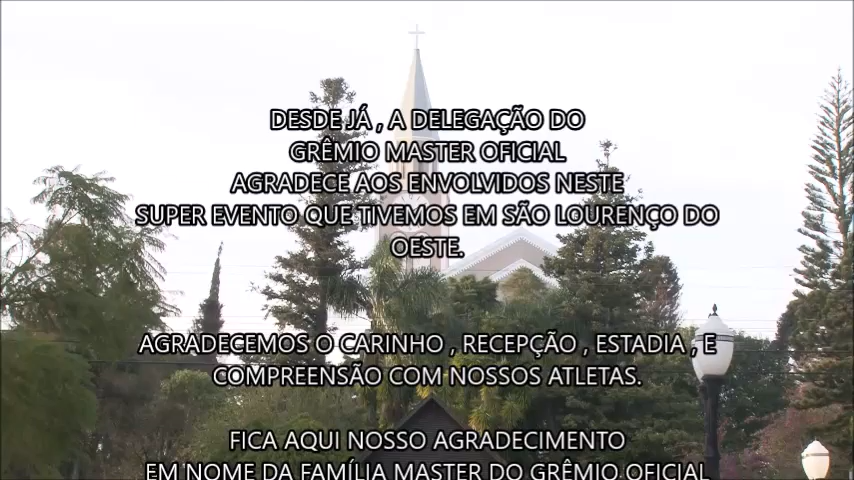 DESDE JÁ , A DELEGAÇÃO DO
GRÊMIO MASTER OFICIAL
AGRADECE AOS ENVOLVIDOS NESTE
SUPER EVENTO QUE TIVEMOS EM SÃO LOURENÇO DO
OESTE.
AGRADECEMOS O CARINHO , RECEPÇÃO , ESTADIA , E
COMPREENSÃO COM NOSSOS ATLETAS.
FICA AQUI NOSSO AGRADECIMENTO
EM NOME DA FAMÍLIA MASTER DO GRÊMIO OFICIAL